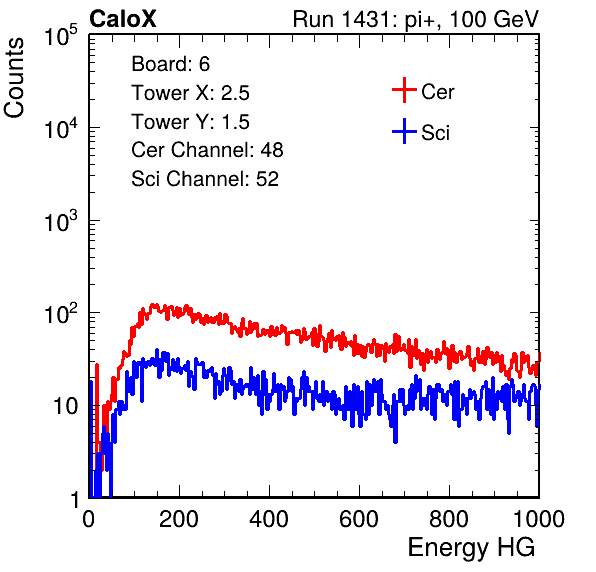 CaloX Run 1431: pi+, 100 GeV
Counts
Board: 6
Tower X: 2.5
Tower Y: 1.5
Cer Channel: 48
Sci Channel: 52
Cer
Sci
10^5
10^4
10^3
10^2
10
1
0 200 400 600 800 1000
Energy HG